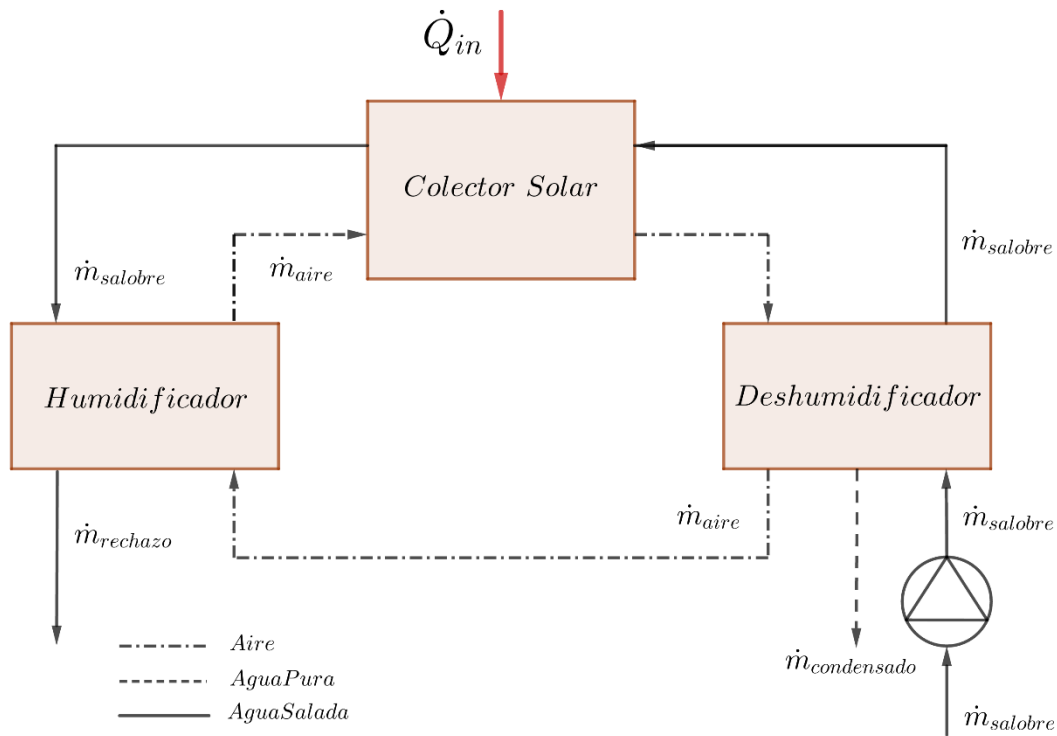 Q̇in
Colector Solar
ṁsalobre
ṁaire
ṁsalobre
Humidificador
Deshumidificador
ṁrechazo
ṁaire
ṁsalobre
Aire
AguaPura
ṁcondensado
AguaSalada
ṁsalobre